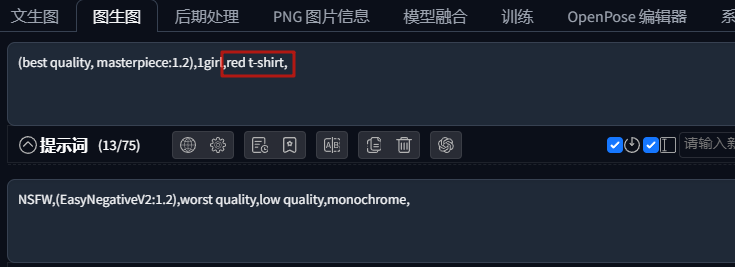 文生图 图生图 后期处理 PNG 图片信息 模型融合 训练 OpenPose 编辑器
(best quality, masterpiece:1.2),1girl,red t-shirt,
提示词 (13/75) 请输入新
NSFW,(EasyNegativeV2:1.2),worst quality,low quality,monochrome,